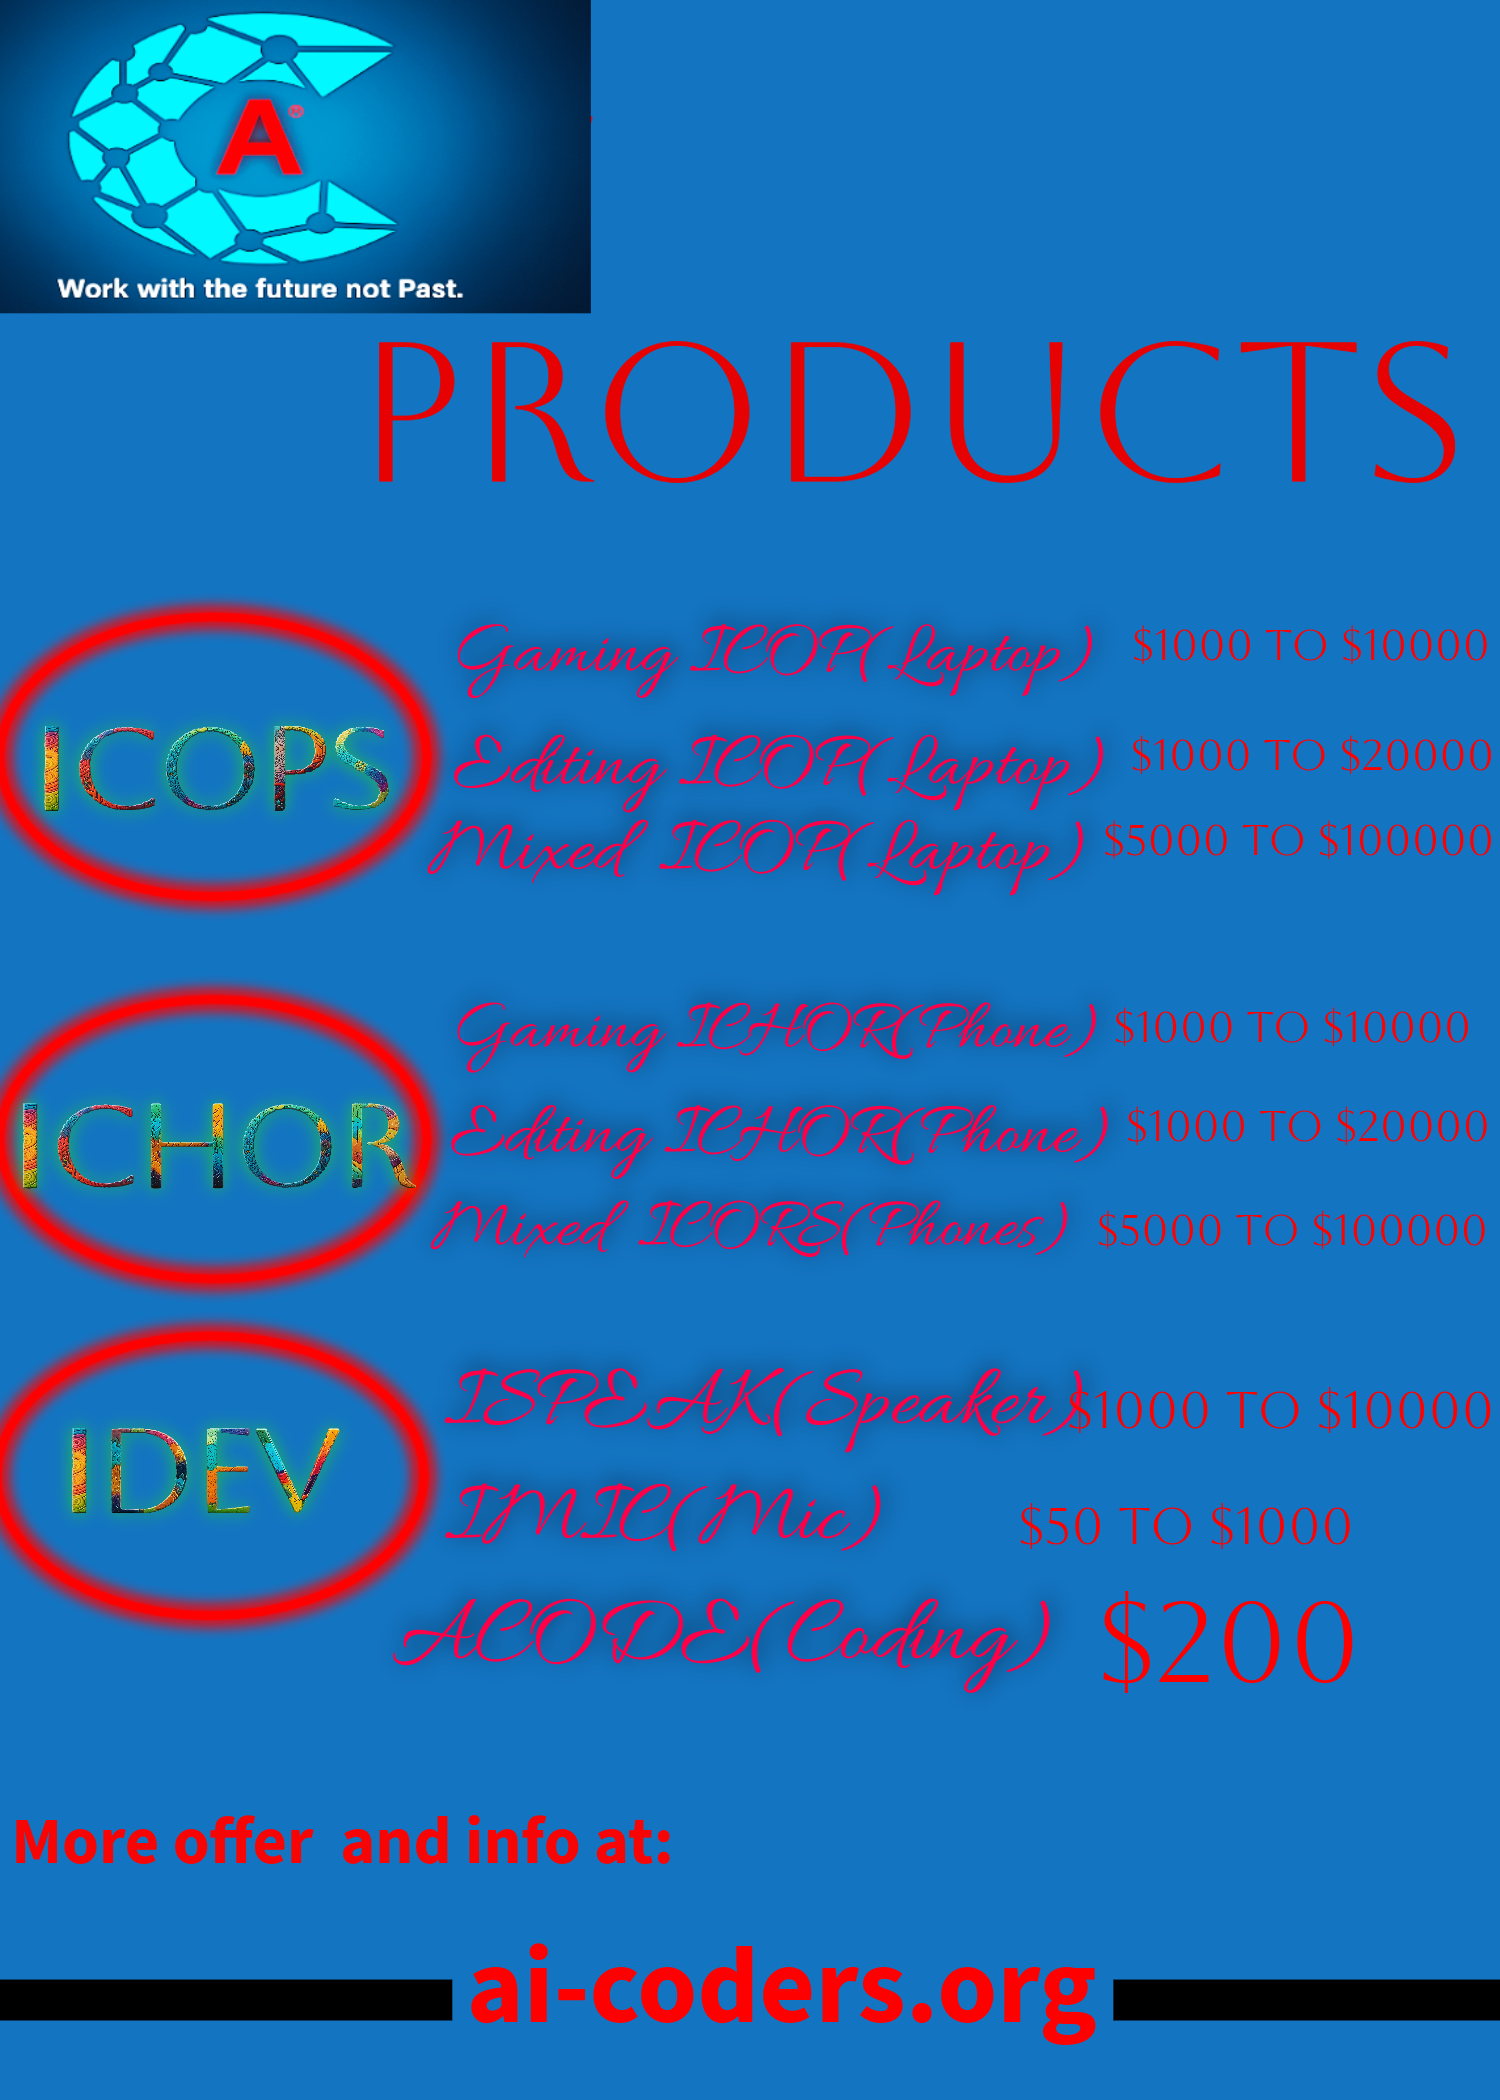 A®
Work with the future not Past.
PRODUCTS
ICOPS
Gaming ICOP(Laptop) $1000 TO $10000
Editing ICOP(Laptop) $1000 TO $20000
Mixed ICOP(Laptop) $5000 TO $100000
ICHOR
Gaming ICHOR(Phone) $1000 TO $10000
Editing ICHOR(Phone) $1000 TO $20000
Mixed ICORS(Phones) $5000 TO $100000
IDEV
ISPEAK(Speaker) $1000 TO $10000
IMIC(Mic) $50 TO $1000
ACODE(Coding) $200
More offer and info at:
ai-coders.org